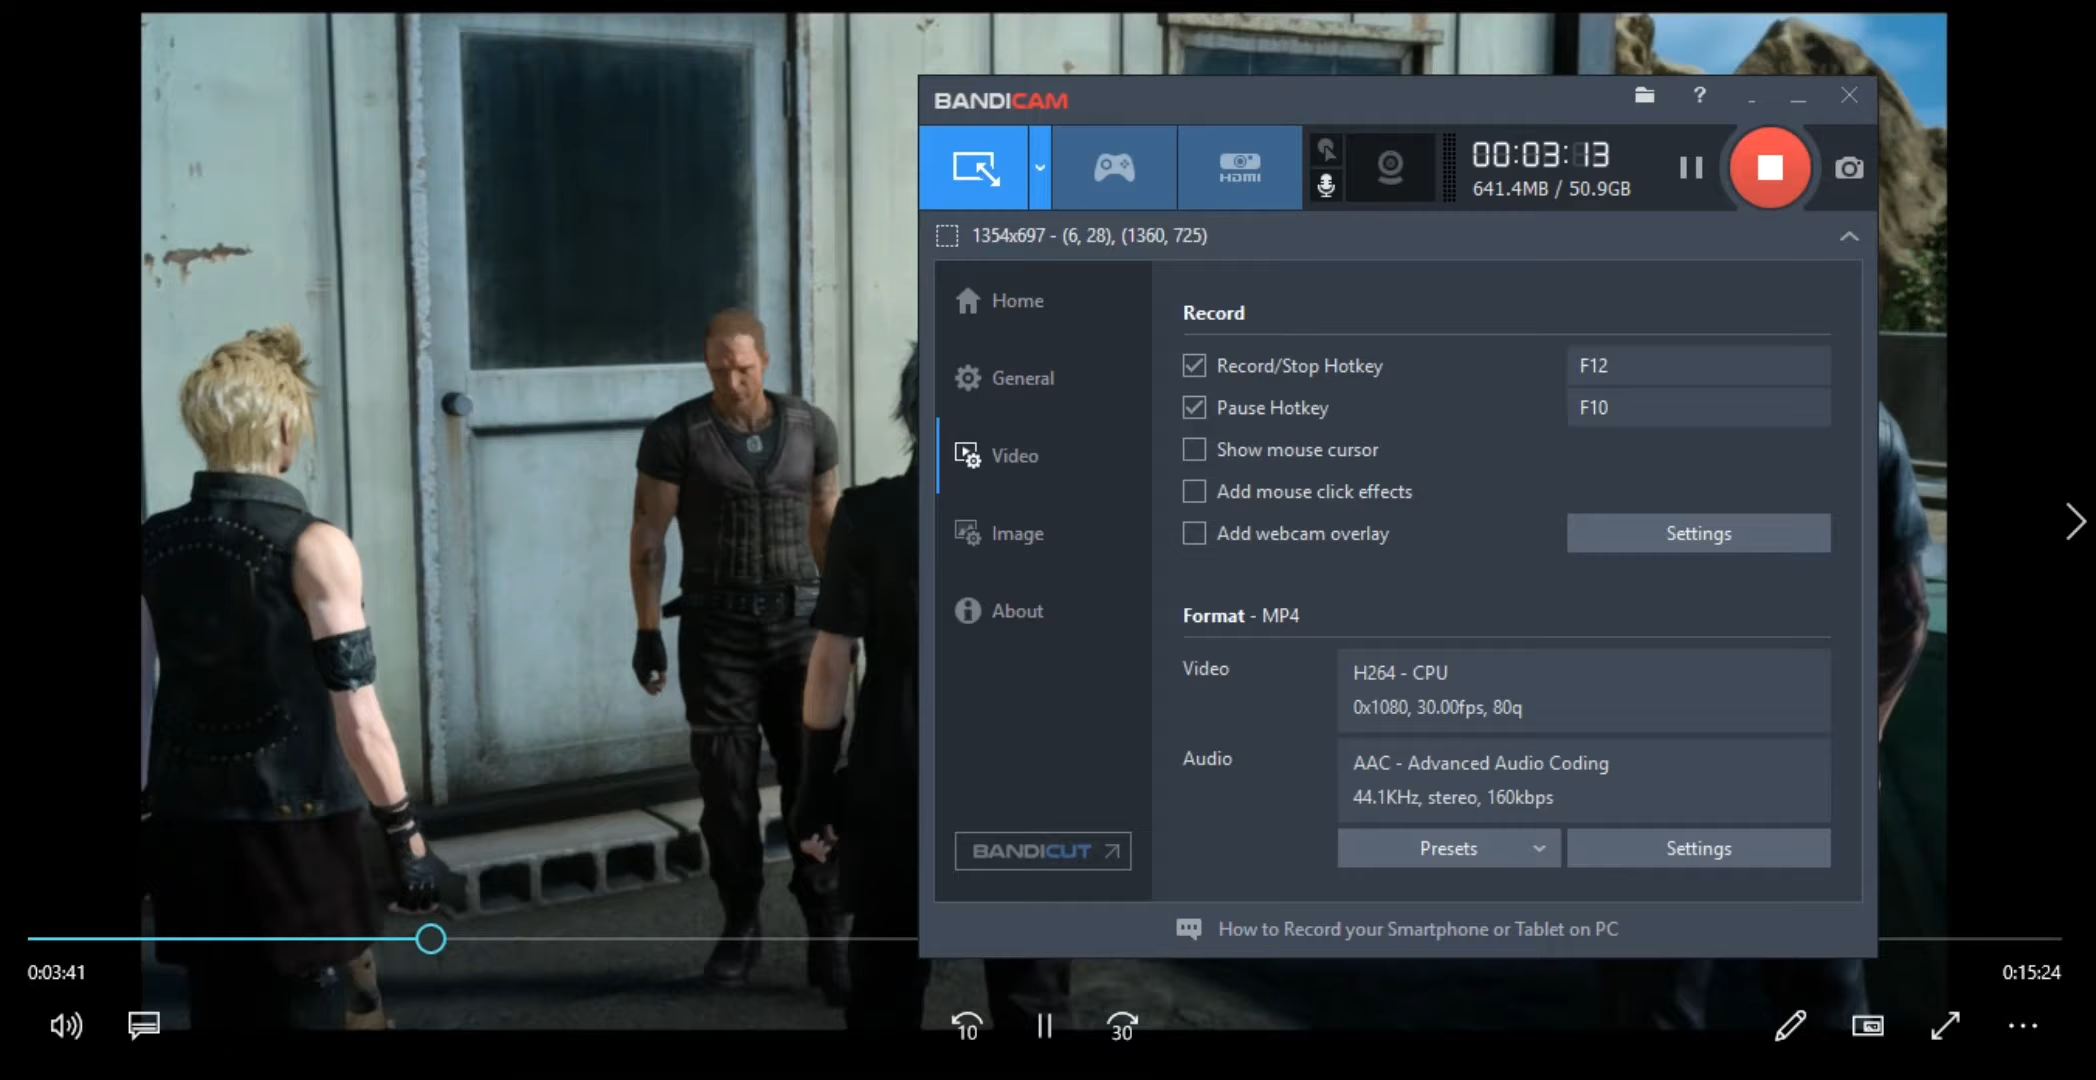 BANDICAM
?
HDMI
00:03:13
641.4MB / 50.9GB
1354x697 - (6, 28), (1360, 725)
Home
General
Video
Image
About
BANDICUT
Record
Record/Stop Hotkey
F12
Pause Hotkey
F10
Show mouse cursor
Add mouse click effects
Add webcam overlay
Settings
Format - MP4
Video
H264 - CPU
0x1080, 30.00fps, 80q
Audio
AAC - Advanced Audio Coding
44.1KHz, stereo, 160kbps
Presets
Settings
How to Record your Smartphone or Tablet on PC
0:03:41
0:15:24
10
30